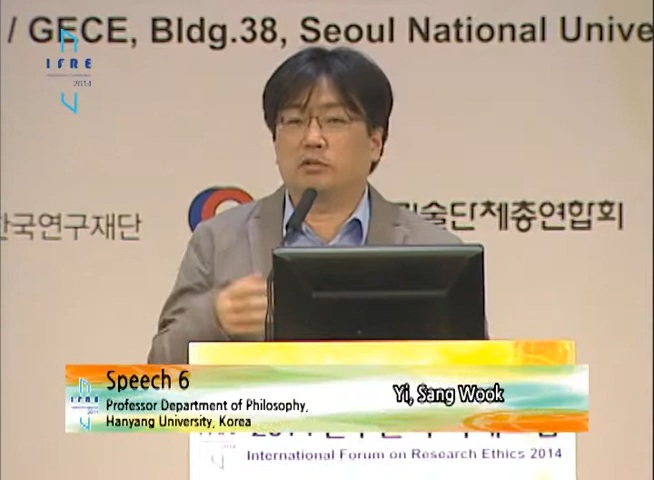 / GECE, Bldg.38, Seoul National Unive
IFRE
2014
한국연구재단
술단체총연합회
Speech 6
Professor Department of Philosophy,
Hanyang University, Korea
Yi, Sang Wook
IFRE
International Forum on Research Ethics 2014